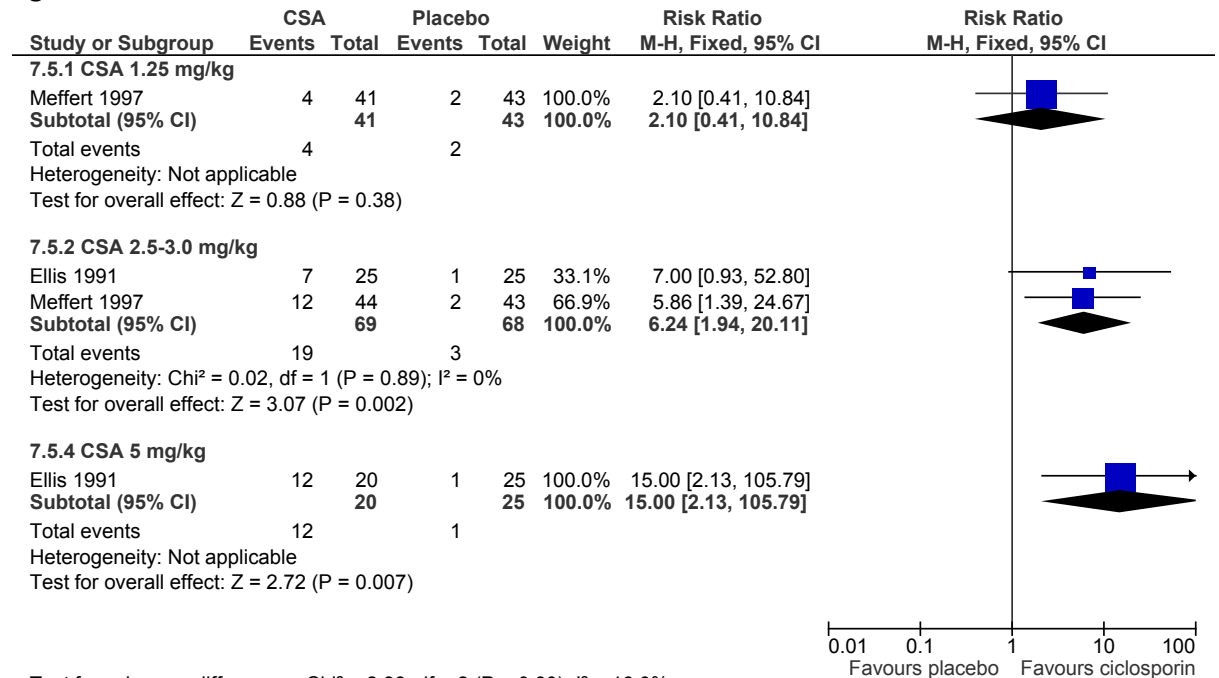 CSA Placebo Risk Ratio Risk Ratio
Study or Subgroup Events Total Events Total Weight M-H, Fixed, 95% CI M-H, Fixed, 95% CI
7.5.1 CSA 1.25 mg/kg
Meffert 1997 4 41 2 43 100.0% 2.10 [0.41, 10.84]
Subtotal (95% CI) 41 43 100.0% 2.10 [0.41, 10.84]
Total events 4 2
Heterogeneity: Not applicable
Test for overall effect: Z = 0.88 (P = 0.38)
7.5.2 CSA 2.5-3.0 mg/kg
Ellis 1991 7 25 1 25 33.1% 7.00 [0.93, 52.80]
Meffert 1997 12 44 2 43 66.9% 5.86 [1.39, 24.67]
Subtotal (95% CI) 69 68 100.0% 6.24 [1.94, 20.11]
Total events 19 3
Heterogeneity: Chi² = 0.02, df = 1 (P = 0.89); I² = 0%
Test for overall effect: Z = 3.07 (P = 0.002)
7.5.4 CSA 5 mg/kg
Ellis 1991 12 20 1 25 100.0% 15.00 [2.13, 105.79]
Subtotal (95% CI) 20 25 100.0% 15.00 [2.13, 105.79]
Total events 12 1
Heterogeneity: Not applicable
Test for overall effect: Z = 2.72 (P = 0.007)
0.01 0.1 1 10 100
Favours placebo Favours ciclosporin